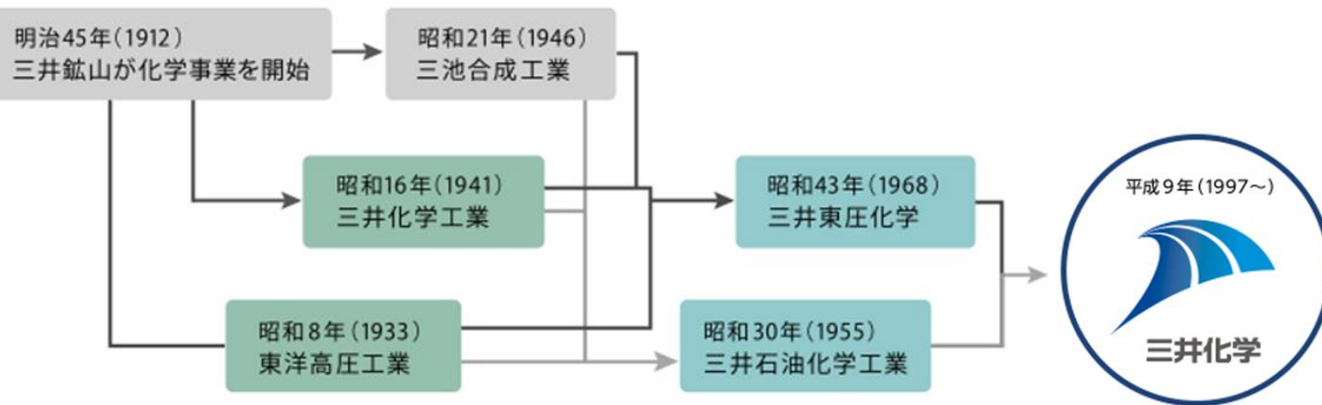 明治45年(1912)
三井鉱山が化学事業を開始
昭和21年(1946)
三池合成工業
昭和16年(1941)
三井化学工業
昭和43年(1968)
三井東圧化学
平成9年(1997~)
三井化学
昭和8年(1933)
東洋高圧工業
昭和30年(1955)
三井石油化学工業